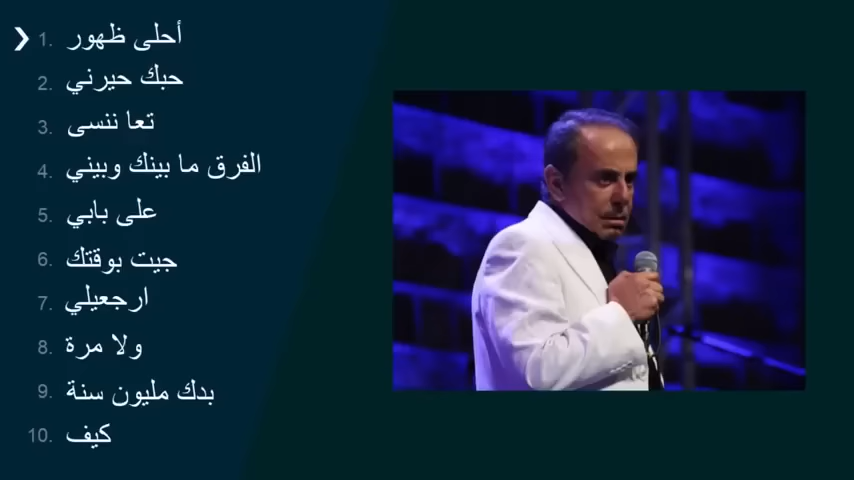 1. أحلى ظهور
2. حبك حيرني
3. تعا ننسى
4. الفرق ما بينك وبيني
5. على بابي
6. جيت بوقتك
7. ارجعيلي
8. ولا مرة
9. بدك مليون سنة
10. كيف